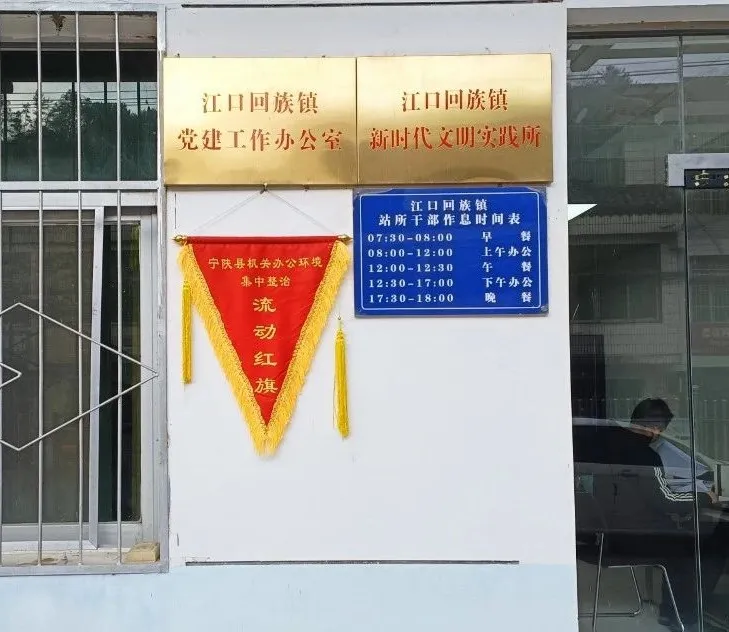 江口回族镇
党建工作办公室
江口回族镇
新时代文明实践所
江口回族镇
站所干部作息时间表
07:30-08:00 早餐
08:00-12:00 上午办公
12:00-12:30 午餐
12:30-17:00 下午办公
17:30-18:00 晚餐
宁陕县机关办公环境
集中整治
流动红旗